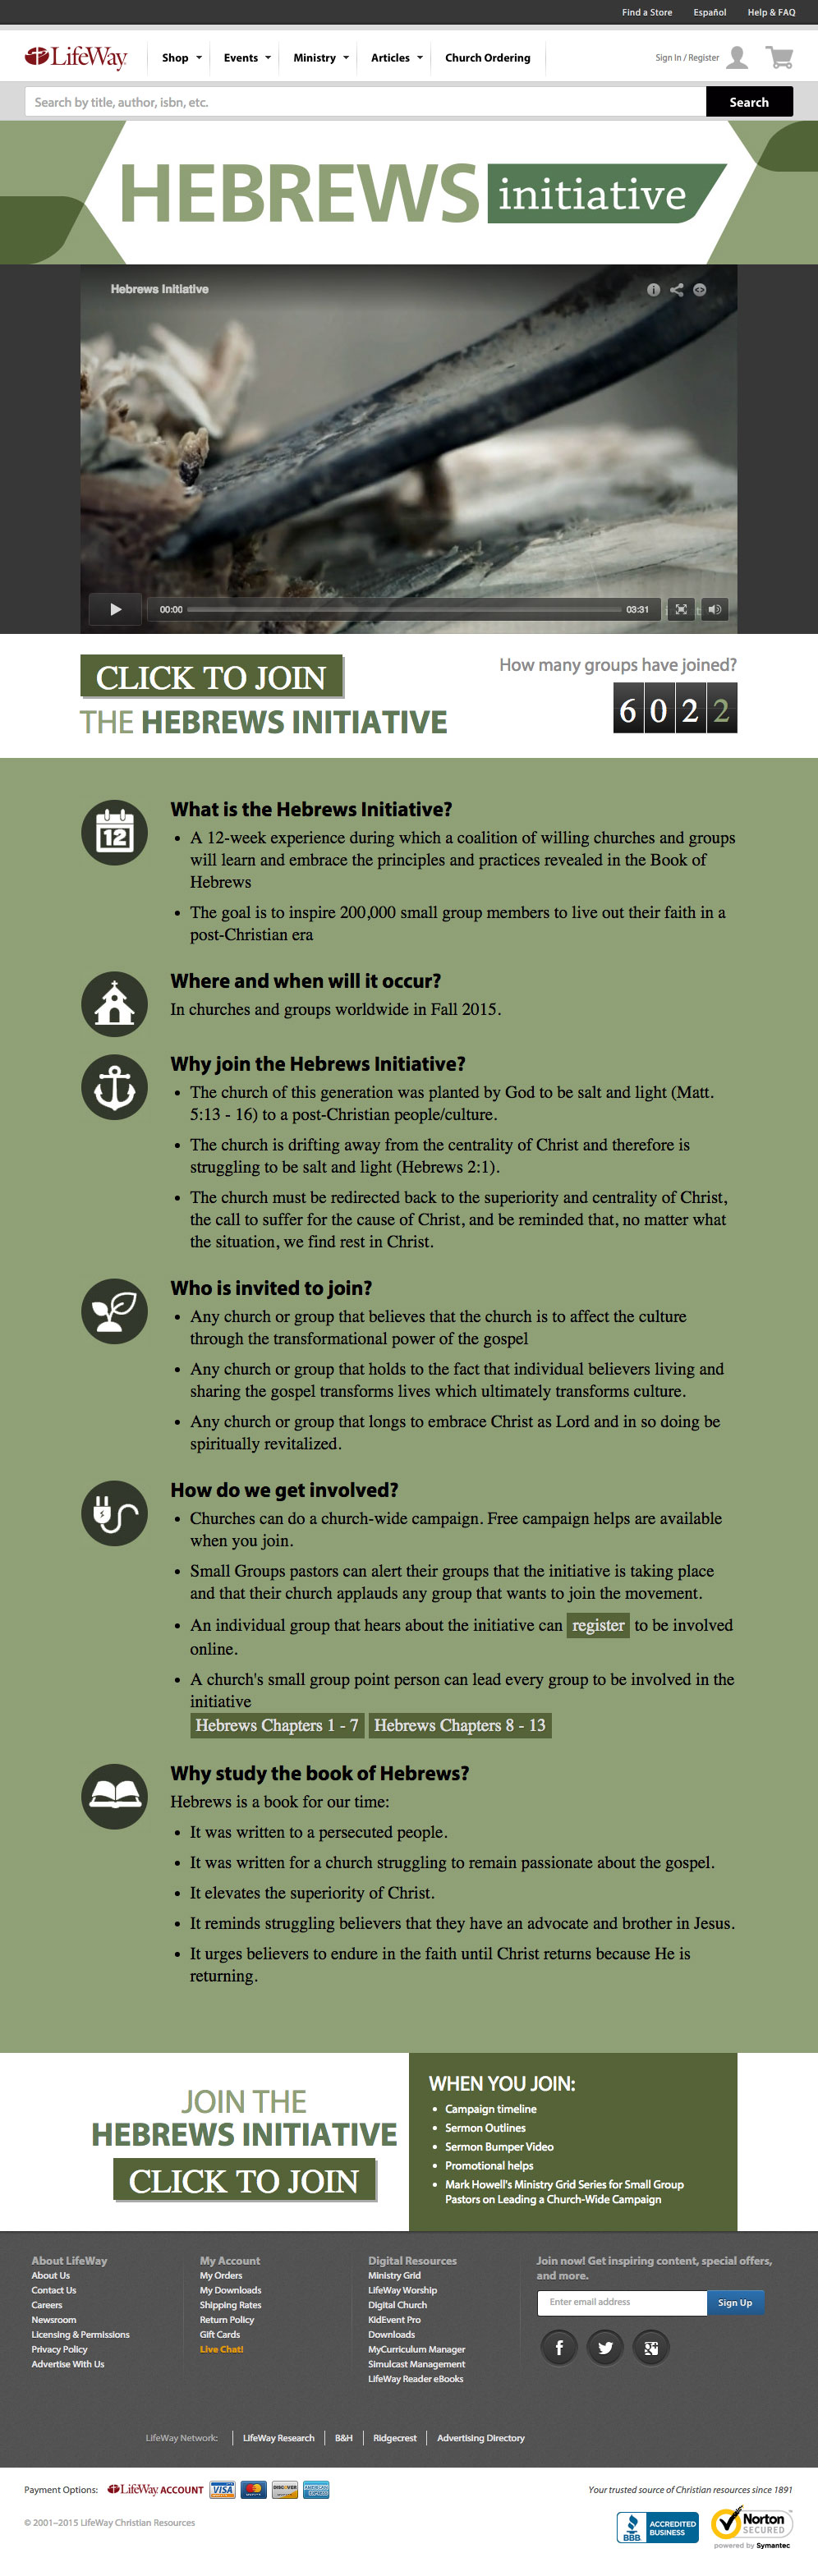 Find a Store Español Help & FAQ
LifeWay Shop Events Ministry Articles Church Ordering Sign In / Register
Search by title, author, isbn, etc. Search
HEBREWS initiative
Hebrews Initiative
00:00 03:31
CLICK TO JOIN
THE HEBREWS INITIATIVE
How many groups have joined?
6022
What is the Hebrews Initiative?
12
• A 12-week experience during which a coalition of willing churches and groups
will learn and embrace the principles and practices revealed in the Book of
Hebrews
• The goal is to inspire 200,000 small group members to live out their faith in a
post-Christian era
Where and when will it occur?
In churches and groups worldwide in Fall 2015.
Why join the Hebrews Initiative?
• The church of this generation was planted by God to be salt and light (Matt.
5:13 - 16) to a post-Christian people/culture.
• The church is drifting away from the centrality of Christ and therefore is
struggling to be salt and light (Hebrews 2:1).
• The church must be redirected back to the superiority and centrality of Christ,
the call to suffer for the cause of Christ, and be reminded that, no matter what
the situation, we find rest in Christ.
Who is invited to join?
• Any church or group that believes that the church is to affect the culture
through the transformational power of the gospel
• Any church or group that holds to the fact that individual believers living and
sharing the gospel transforms lives which ultimately transforms culture.
• Any church or group that longs to embrace Christ as Lord and in so doing be
spiritually revitalized.
How do we get involved?
• Churches can do a church-wide campaign. Free campaign helps are available
when you join.
• Small Groups pastors can alert their groups that the initiative is taking place
and that their church applauds any group that wants to join the movement.
• An individual group that hears about the initiative can register to be involved
online.
• A church's small group point person can lead every group to be involved in the
initiative
Hebrews Chapters 1 - 7 Hebrews Chapters 8 - 13
Why study the book of Hebrews?
Hebrews is a book for our time:
• It was written to a persecuted people.
• It was written for a church struggling to remain passionate about the gospel.
• It elevates the superiority of Christ.
• It reminds struggling believers that they have an advocate and brother in Jesus.
• It urges believers to endure in the faith until Christ returns because He is
returning.
JOIN THE
HEBREWS INITIATIVE
CLICK TO JOIN
WHEN YOU JOIN:
• Campaign timeline
• Sermon Outlines
• Sermon Bumper Video
• Promotional helps
• Mark Howell's Ministry Grid Series for Small Group
Pastors on Leading a Church-Wide Campaign
About LifeWay
About Us
Contact Us
Careers
Newsroom
Licensing & Permissions
Privacy Policy
Advertise With Us
My Account
My Orders
My Downloads
Shipping Rates
Return Policy
Gift Cards
Live Chat!
Digital Resources
Ministry Grid
LifeWay Worship
Digital Church
KidEvent Pro
Downloads
MyCurriculum Manager
Simulcast Management
LifeWay Reader eBooks
Join now! Get inspiring content, special offers,
and more.
Enter email address Sign Up
LifeWay Network: LifeWay Research B&H Ridgecrest Advertising Directory
Payment Options: LifeWay ACCOUNT VISA MasterCard DISCOVER AMERICAN EXPRESS
Your trusted source of Christian resources since 1891
© 2001-2015 LifeWay Christian Resources
BBB. ACCREDITED
BUSINESS
Norton
SECURED
powered by Symantec